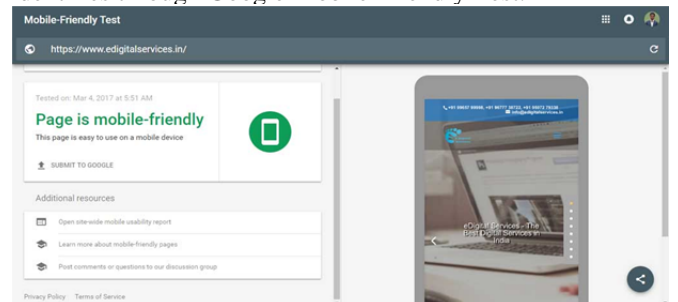 Mobile-Friendly Test
https://www.edigitalservices.in/
Tested on: Mar 4, 2017 at 5:51 AM
Page is mobile-friendly
This page is easy to use on a mobile device
SUBMIT TO GOOGLE
Additional resources
Open site-wide mobile usability report
Learn more about mobile-friendly pages
Post comments or questions to our discussion group
Privacy Policy Terms of Service
info@edigitalservices.in
eDigital Services - The
Best Digital Services in
India